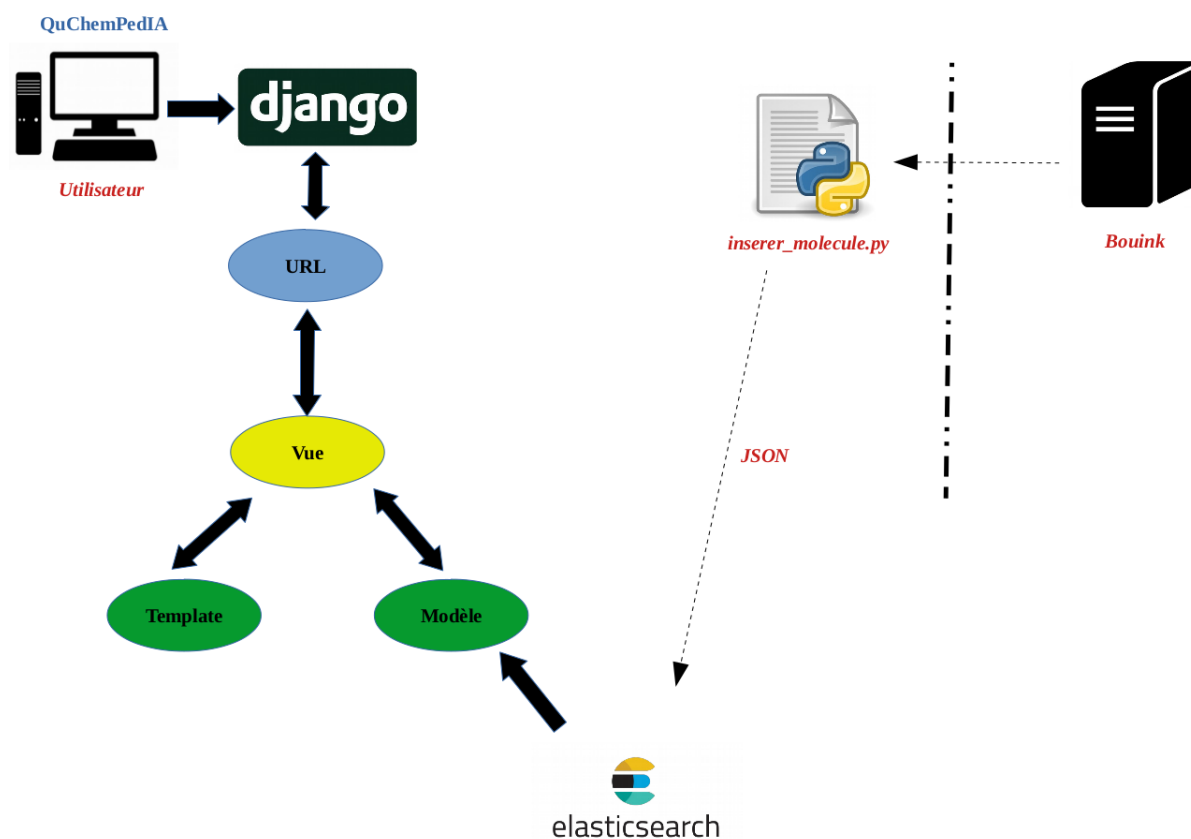 QuChemPedIA
django
Utilisateur
URL
inserer_molecule.py
Bouink
Vue
JSON
Template
Modèle
elasticsearch